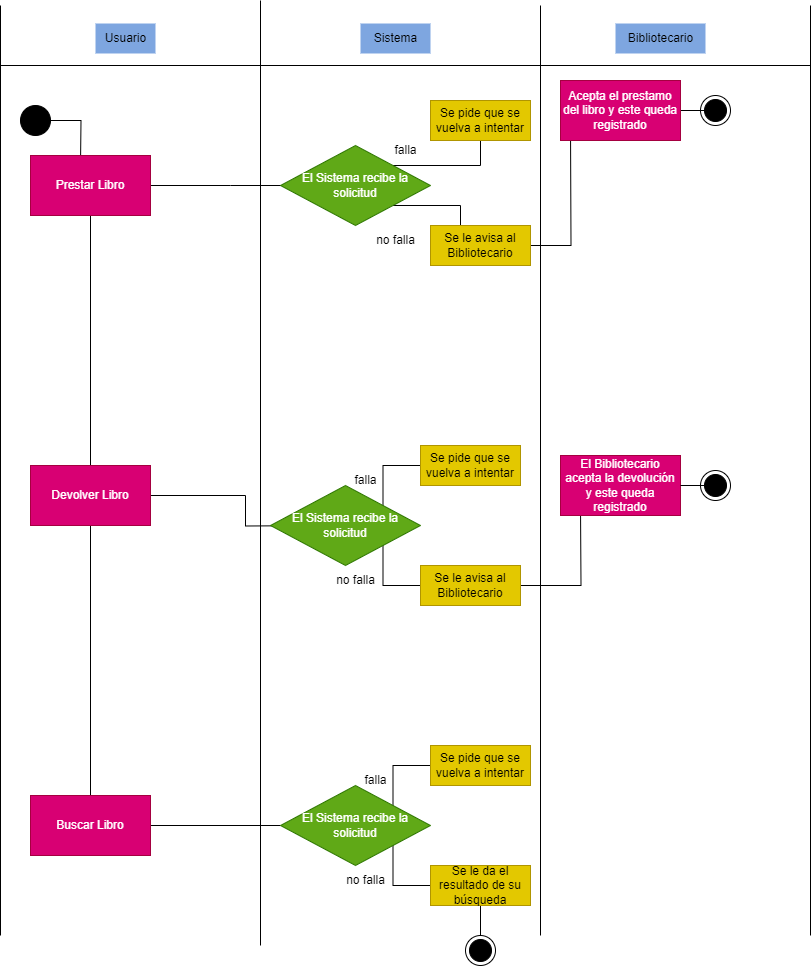 Usuario
Sistema
Bibliotecario
Prestar Libro
El Sistema recibe la
solicitud
falla
Se pide que se
vuelva a intentar
no falla
Se le avisa al
Bibliotecario
Acepta el prestamo
del libro y este queda
registrado
Devolver Libro
El Sistema recibe la
solicitud
falla
Se pide que se
vuelva a intentar
no falla
Se le avisa al
Bibliotecario
El Bibliotecario
acepta la devolución
y este queda
registrado
Buscar Libro
El Sistema recibe la
solicitud
falla
Se pide que se
vuelva a intentar
no falla
Se le da el
resultado de su
búsqueda